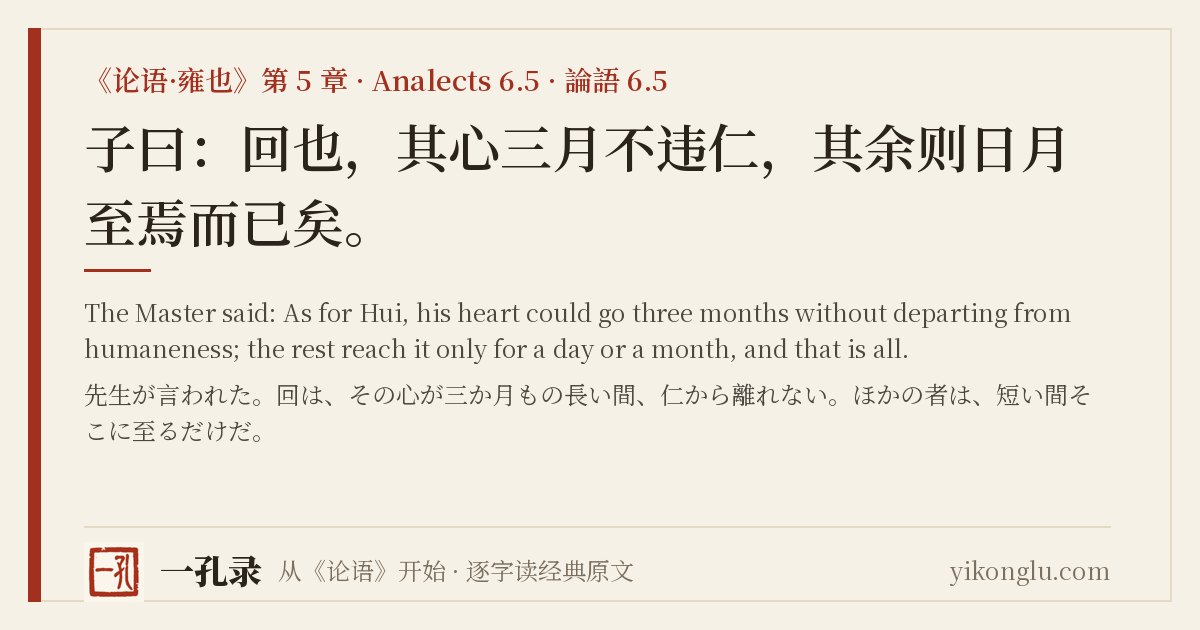 《论语·雍也》第 5 章 · Analects 6.5 · 論語 6.5
子曰：回也，其心三月不违仁，其余则日月
至焉而已矣。
The Master said: As for Hui, his heart could go three months without departing from
humaneness; the rest reach it only for a day or a month, and that is all.
先生が言われた。回は、その心が三か月もの長い間、仁から離れない。ほかの者は、短い間そ
こに至るだけだ。
一孔
一孔录
从《论语》开始 · 逐字读经典原文
yikonglu.com